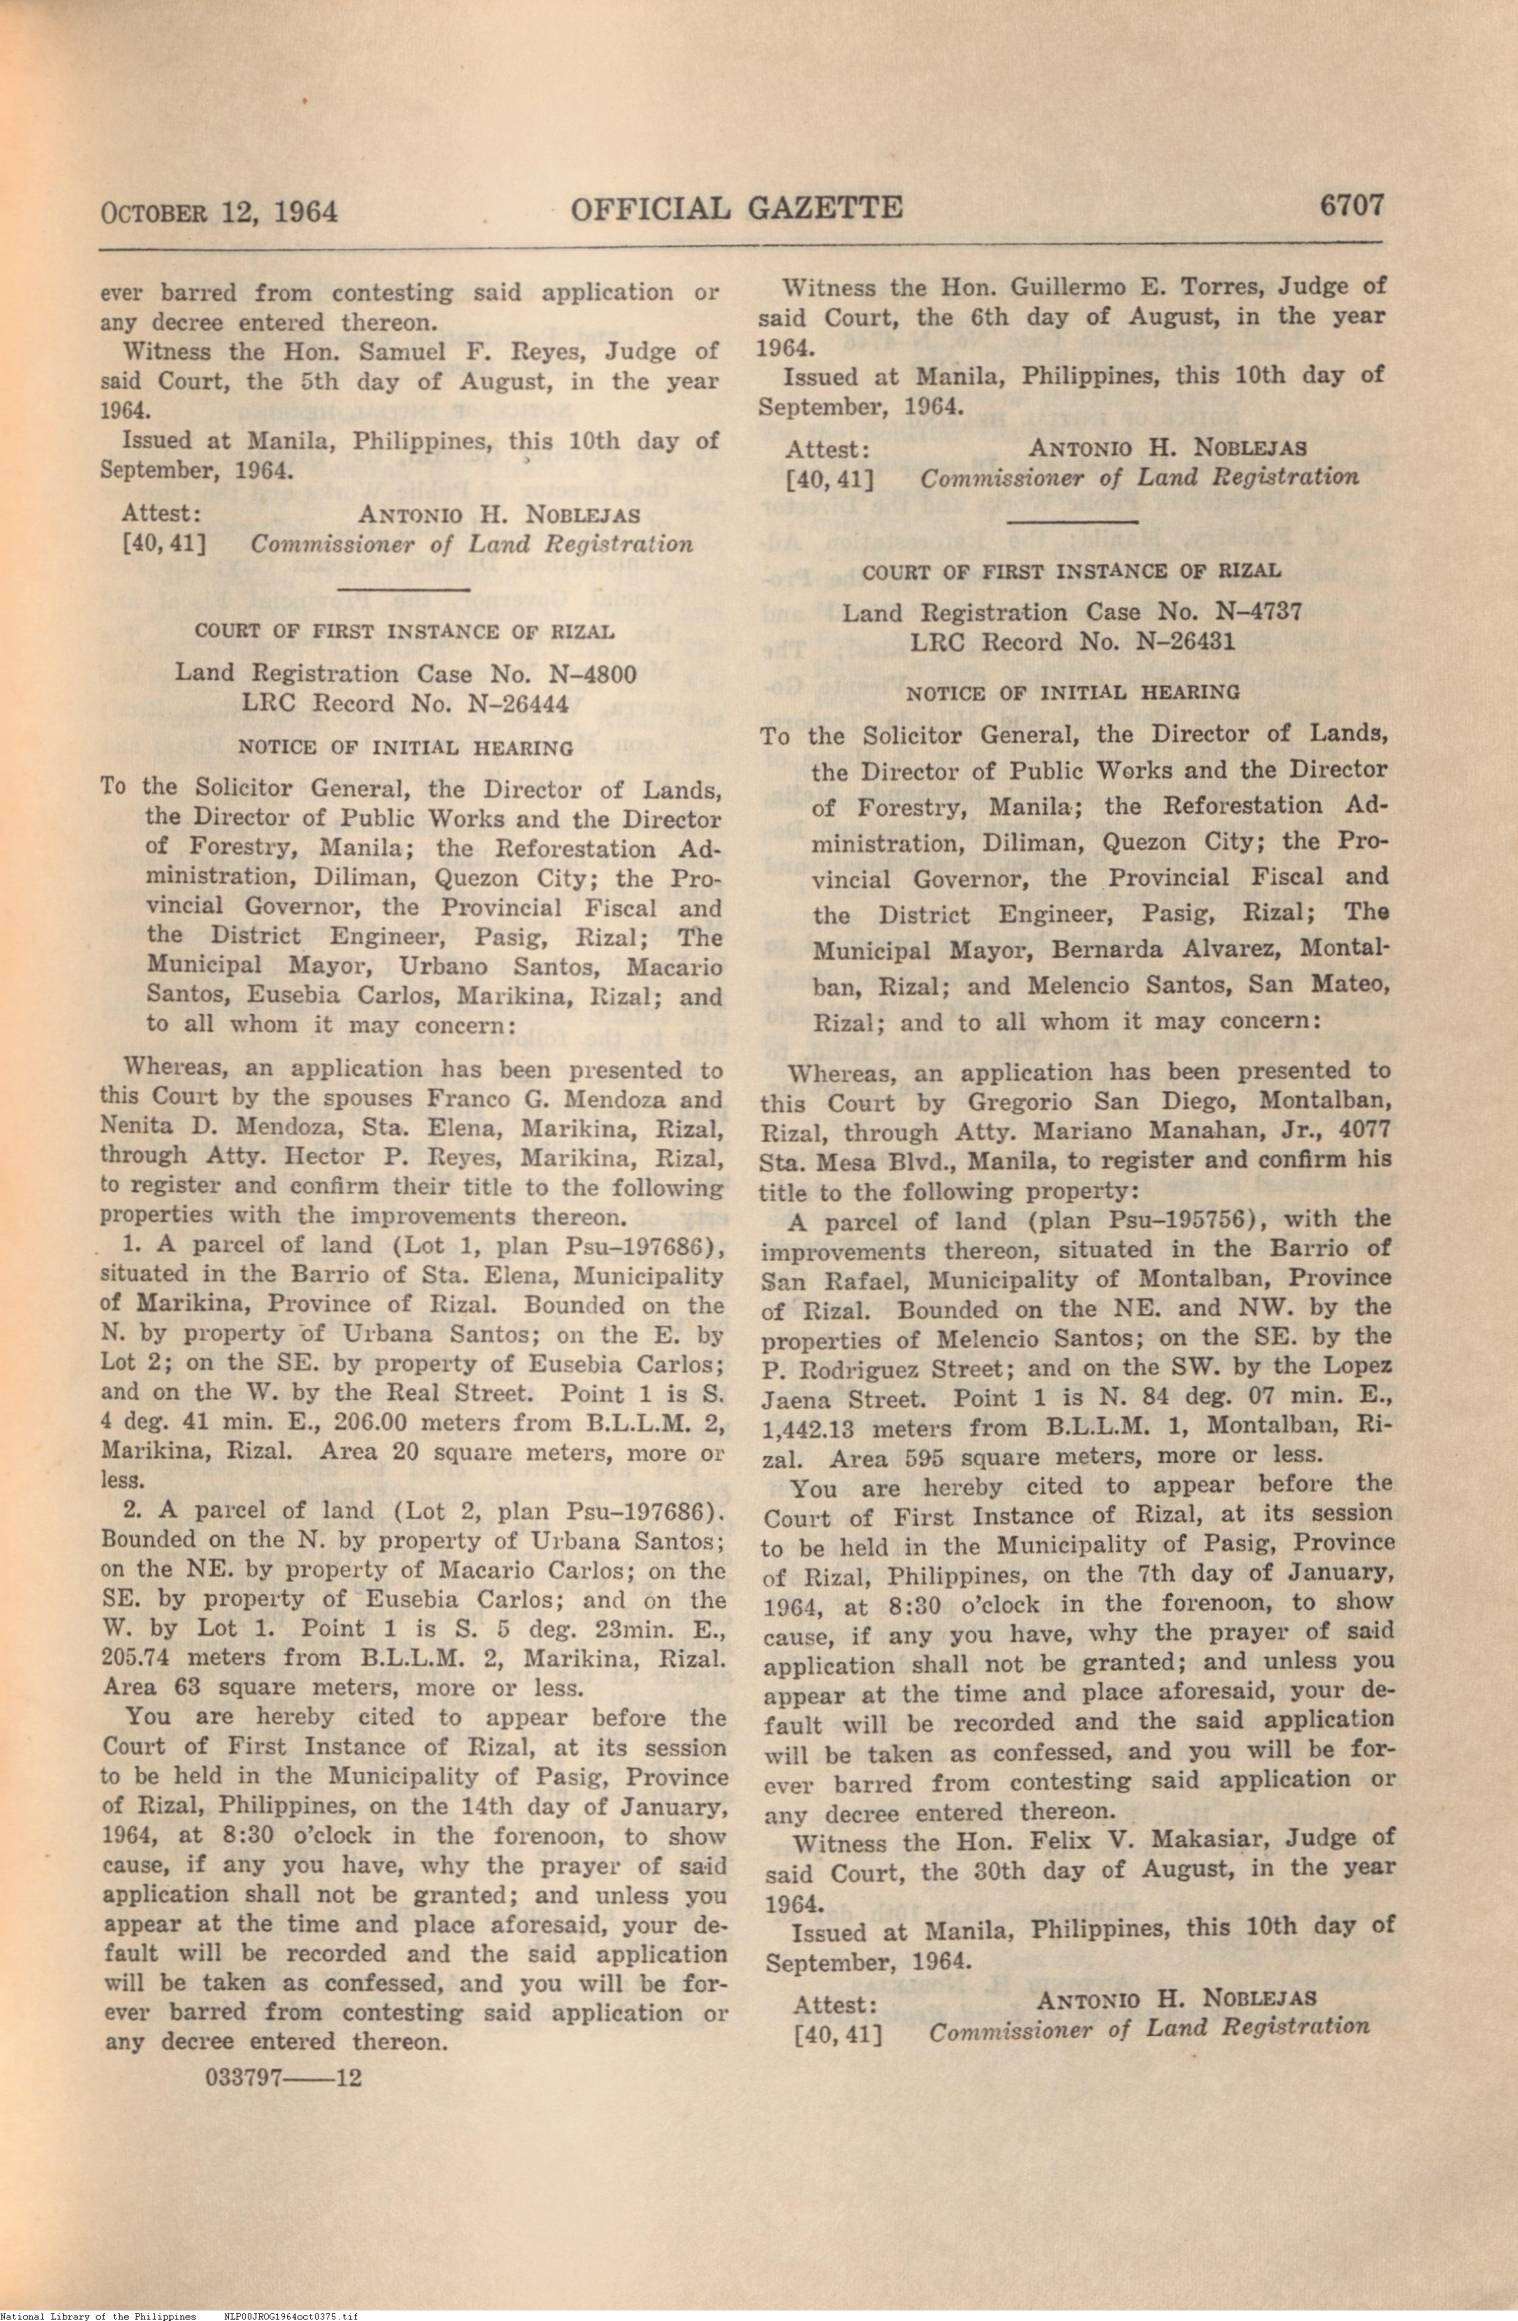 OCTOBER 12, 1964 OFFICIAL GAZETTE 6707
ever barred from contesting said application or
any decree entered thereon.
Witness the Hon. Samuel F. Reyes, Judge of
said Court, the 5th day of August, in the year
1964.
Issued at Manila, Philippines, this 10th day of
September, 1964.
Attest: ANTONIO H. NOBLEJAS
[40, 41] Commissioner of Land Registration
COURT OF FIRST INSTANCE OF RIZAL
Land Registration Case No. N–4800
LRC Record No. N–26444
NOTICE OF INITIAL HEARING
To the Solicitor General, the Director of Lands,
the Director of Public Works and the Director
of Forestry, Manila; the Reforestation Ad-
ministration, Diliman, Quezon City; the Pro-
vincial Governor, the Provincial Fiscal and
the District Engineer, Pasig, Rizal; The
Municipal Mayor, Urbano Santos, Macario
Santos, Eusebia Carlos, Marikina, Rizal; and
to all whom it may concern:
Whereas, an application has been presented to
this Court by the spouses Franco G. Mendoza and
Nenita D. Mendoza, Sta. Elena, Marikina, Rizal,
through Atty. Hector P. Reyes, Marikina, Rizal,
to register and confirm their title to the following
properties with the improvements thereon.
1. A parcel of land (Lot 1, plan Psu–197686),
situated in the Barrio of Sta. Elena, Municipality
of Marikina, Province of Rizal. Bounded on the
N. by property of Urbana Santos; on the E. by
Lot 2; on the SE. by property of Eusebia Carlos;
and on the W. by the Real Street. Point 1 is S.
4 deg. 41 min. E., 206.00 meters from B.L.L.M. 2,
Marikina, Rizal. Area 20 square meters, more or
less.
2. A parcel of land (Lot 2, plan Psu–197686).
Bounded on the N. by property of Urbana Santos;
on the NE. by property of Macario Carlos; on the
SE. by property of Eusebia Carlos; and on the
W. by Lot 1. Point 1 is S. 5 deg. 23min. E.,
205.74 meters from B.L.L.M. 2, Marikina, Rizal.
Area 63 square meters, more or less.
You are hereby cited to appear before the
Court of First Instance of Rizal, at its session
to be held in the Municipality of Pasig, Province
of Rizal, Philippines, on the 14th day of January,
1964, at 8:30 o'clock in the forenoon, to show
cause, if any you have, why the prayer of said
application shall not be granted; and unless you
appear at the time and place aforesaid, your de-
fault will be recorded and the said application
will be taken as confessed, and you will be for-
ever barred from contesting said application or
any decree entered thereon.
033797——12
Witness the Hon. Guillermo E. Torres, Judge of
said Court, the 6th day of August, in the year
1964.
Issued at Manila, Philippines, this 10th day of
September, 1964.
Attest: ANTONIO H. NOBLEJAS
[40, 41] Commissioner of Land Registration
COURT OF FIRST INSTANCE OF RIZAL
Land Registration Case No. N–4737
LRC Record No. N–26431
NOTICE OF INITIAL HEARING
To the Solicitor General, the Director of Lands,
the Director of Public Works and the Director
of Forestry, Manila; the Reforestation Ad-
ministration, Diliman, Quezon City; the Pro-
vincial Governor, the Provincial Fiscal and
the District Engineer, Pasig, Rizal; The
Municipal Mayor, Bernarda Alvarez, Montal-
ban, Rizal; and Melencio Santos, San Mateo,
Rizal; and to all whom it may concern:
Whereas, an application has been presented to
this Court by Gregorio San Diego, Montalban,
Rizal, through Atty. Mariano Manahan, Jr., 4077
Sta. Mesa Blvd., Manila, to register and confirm his
title to the following property:
A parcel of land (plan Psu–195756), with the
improvements thereon, situated in the Barrio of
San Rafael, Municipality of Montalban, Province
of Rizal. Bounded on the NE. and NW. by the
properties of Melencio Santos; on the SE. by the
P. Rodriguez Street; and on the SW. by the Lopez
Jaena Street. Point 1 is N. 84 deg. 07 min. E.,
1,442.13 meters from B.L.L.M. 1, Montalban, Ri-
zal. Area 595 square meters, more or less.
You are hereby cited to appear before the
Court of First Instance of Rizal, at its session
to be held in the Municipality of Pasig, Province
of Rizal, Philippines, on the 7th day of January,
1964, at 8:30 o'clock in the forenoon, to show
cause, if any you have, why the prayer of said
application shall not be granted; and unless you
appear at the time and place aforesaid, your de-
fault will be recorded and the said application
will be taken as confessed, and you will be for-
ever barred from contesting said application or
any decree entered thereon.
Witness the Hon. Felix V. Makasiar, Judge of
said Court, the 30th day of August, in the year
1964.
Issued at Manila, Philippines, this 10th day of
September, 1964.
Attest: ANTONIO H. NOBLEJAS
[40, 41] Commissioner of Land Registration
National Library of the Philippines NLP00JROG1964oct0375.tif